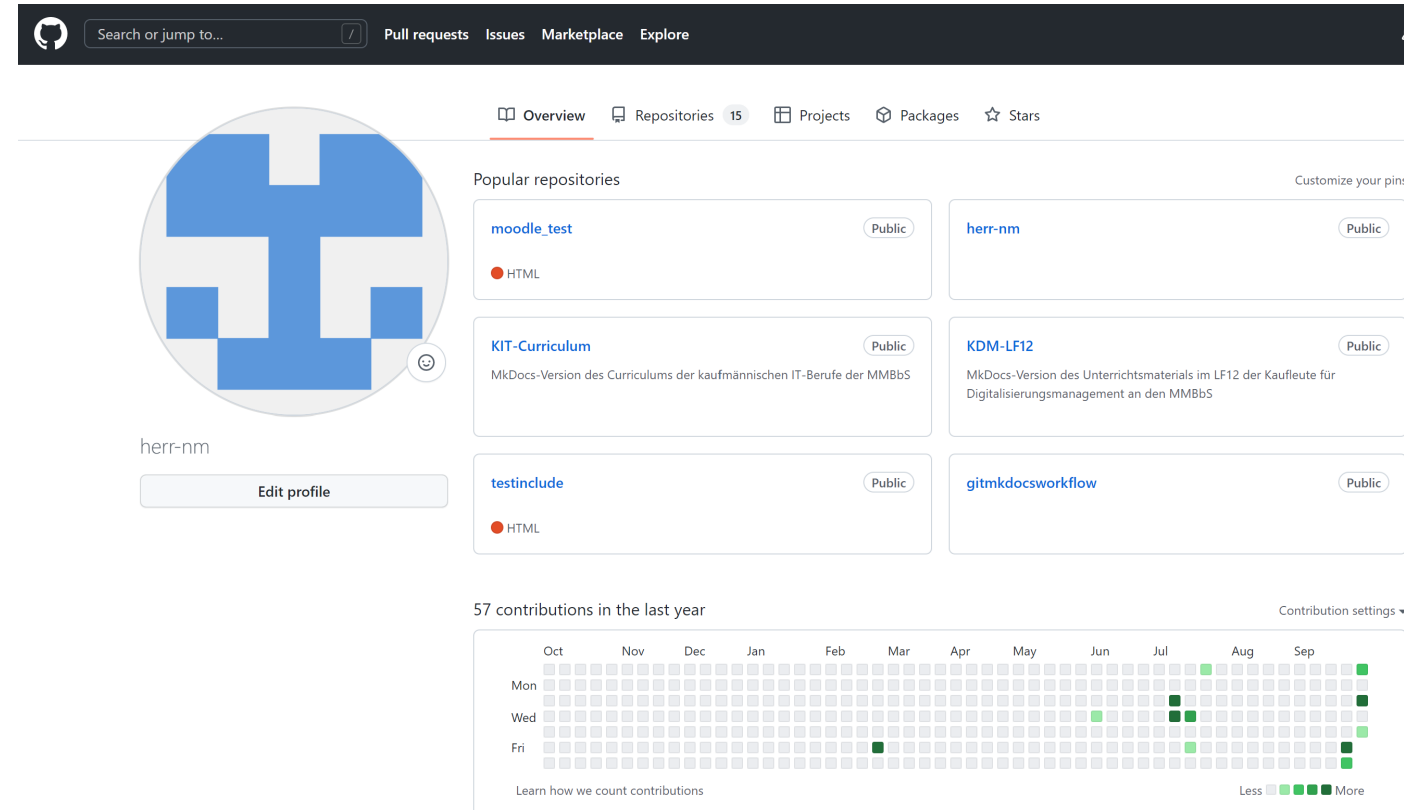 Search or jump to... / Pull requests Issues Marketplace Explore
Overview Repositories 15 Projects Packages Stars
Popular repositories Customize your pins
moodle_test Public herr-nm Public
HTML
KIT-Curriculum Public KDM-LF12 Public
MkDocs-Version des Curriculums der kaufmännischen IT-Berufe der MMBbS MkDocs-Version des Unterrichtsmaterials im LF12 der Kaufleute für
Digitalisierungsmanagement an den MMBbS
herr-nm
Edit profile
testinclude Public gitmkdocsworkflow Public
HTML
57 contributions in the last year Contribution settings
Oct Nov Dec Jan Feb Mar Apr May Jun Jul Aug Sep
Mon
Wed
Fri
Learn how we count contributions Less More